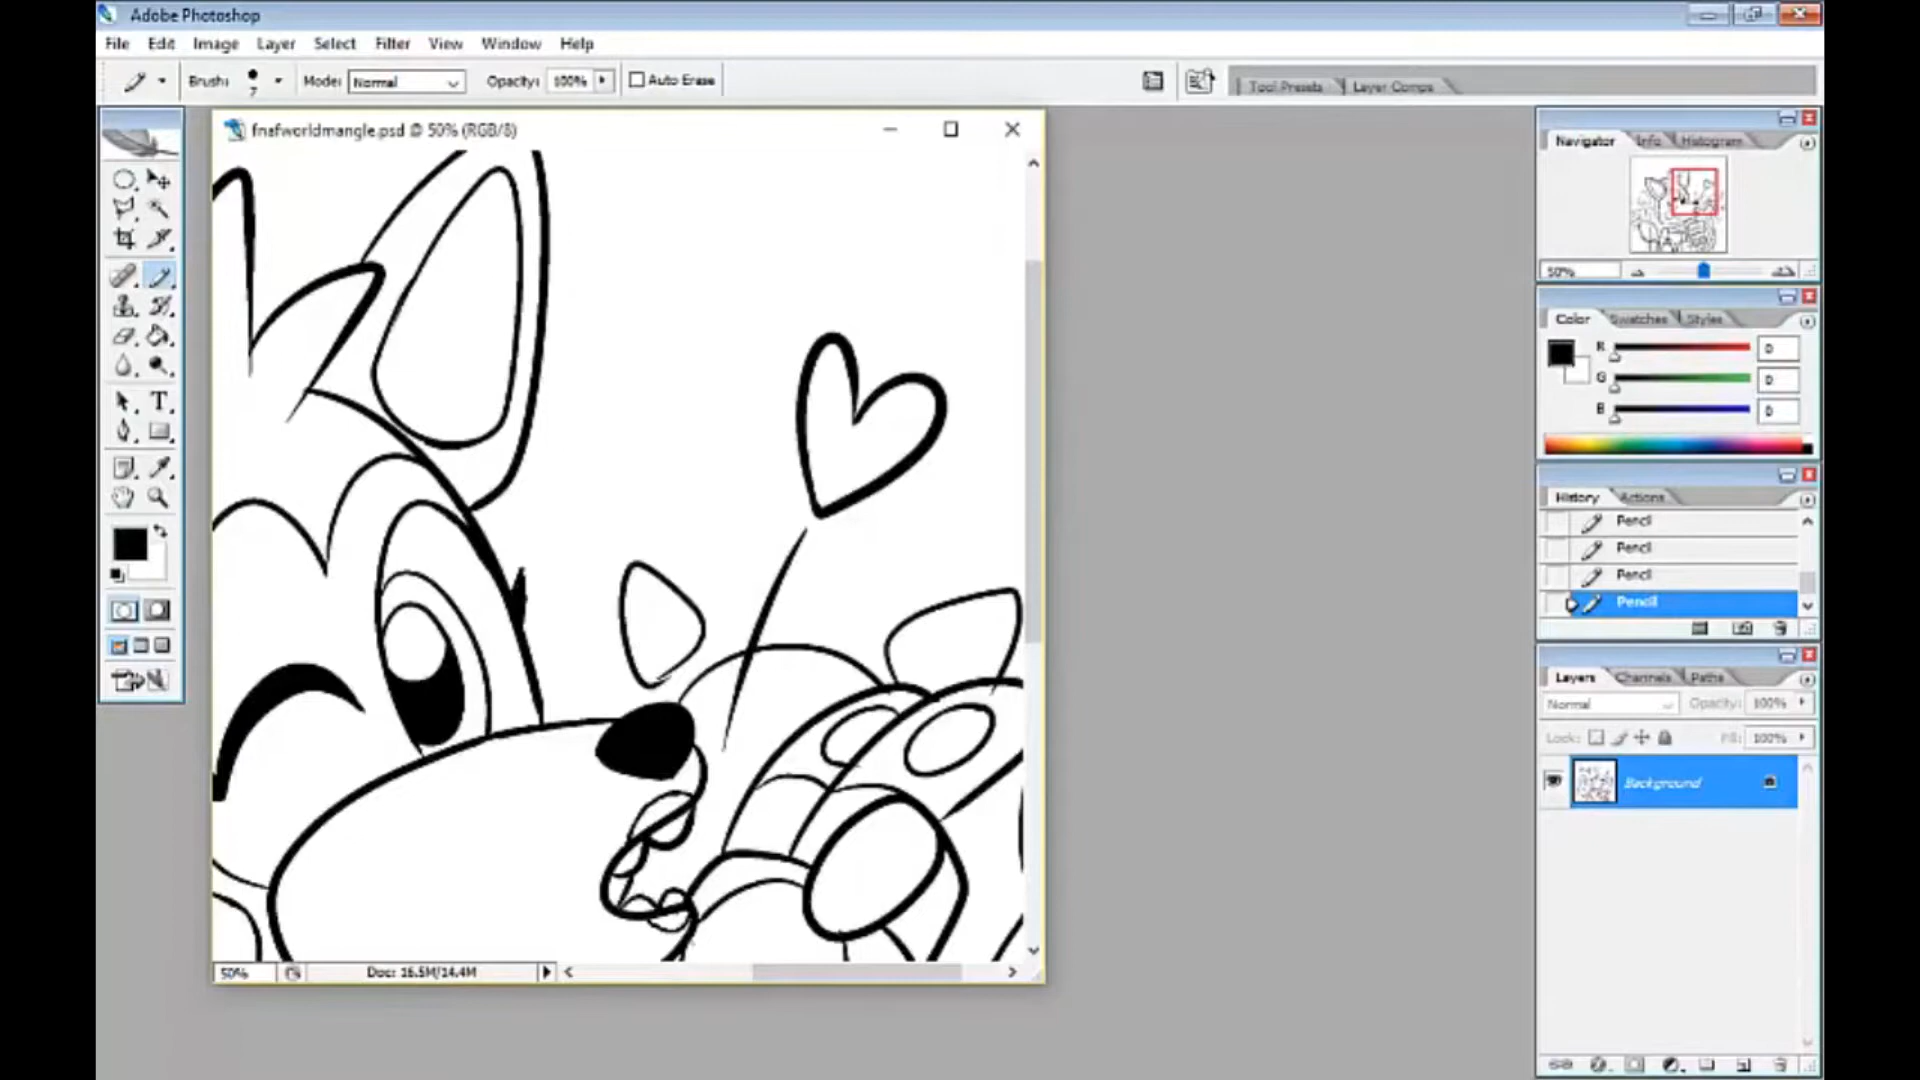 Adobe Photoshop
File Edit Image Layer Select Filter View Window Help
Brush: 7 Mode: Normal Opacity: 100% Auto Erase Tool Presets Layer Comps
fnafworldmangle.psd @ 50% (RGB/8)
Navigator Info Histogram
50%
Color Swatches Styles
R 0
G 0
B 0
History Actions
Pencil
Pencil
Pencil
Pencil
Layers Channels Paths
Normal Opacity: 100%
Lock: Fill: 100%
Background
50% Doc: 16.5M/14.4M